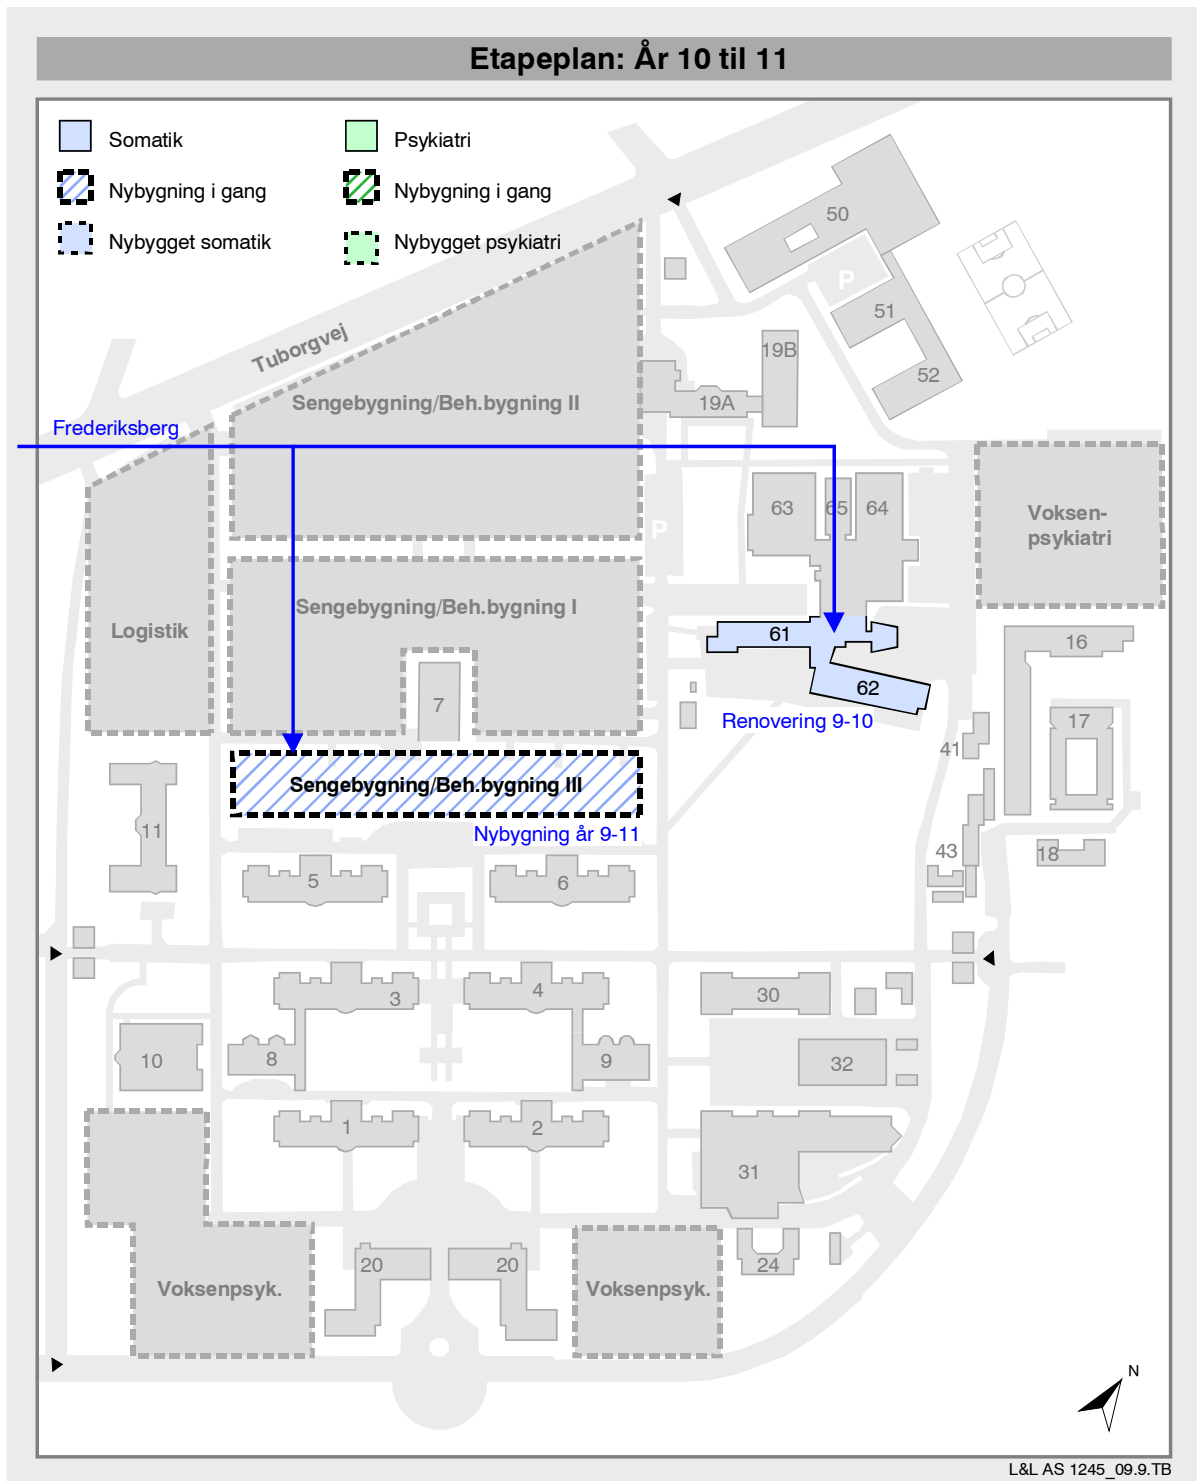 Etapeplan: År 10 til 11
Somatik
Psykiatri
Nybygning i gang
Nybygning i gang
Nybygget somatik
Nybygget psykiatri
50
P
51
52
Tuborgvej
19B
19A
Sengebygning/Beh.bygning II
Frederiksberg
63
65
64
P
Voksen-
psykiatri
Sengebygning/Beh.bygning I
Logistik
61
16
62
7
Renovering 9-10
17
41
Sengebygning/Beh.bygning III
11
Nybygning år 9-11
43
18
5
6
3
4
30
10
8
9
32
1
2
31
20
20
24
Voksenpsyk.
Voksenpsyk.
N
L&L AS 1245_09.9.TB